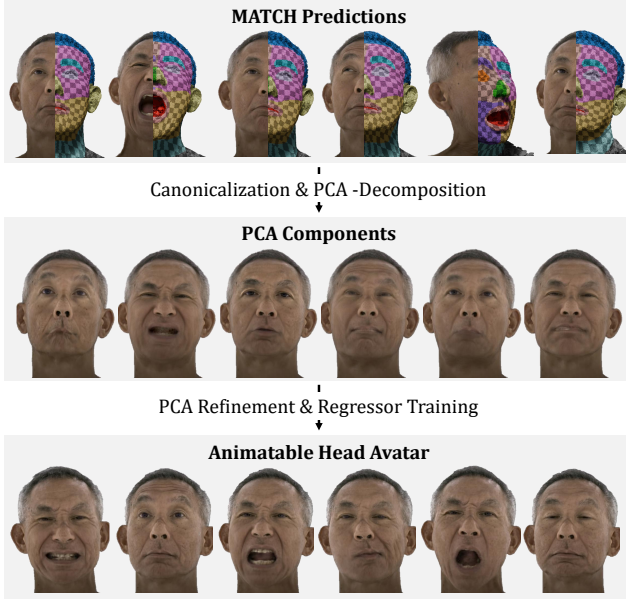 MATCH Predictions
Canonicalization & PCA -Decomposition
PCA Components
PCA Refinement & Regressor Training
Animatable Head Avatar